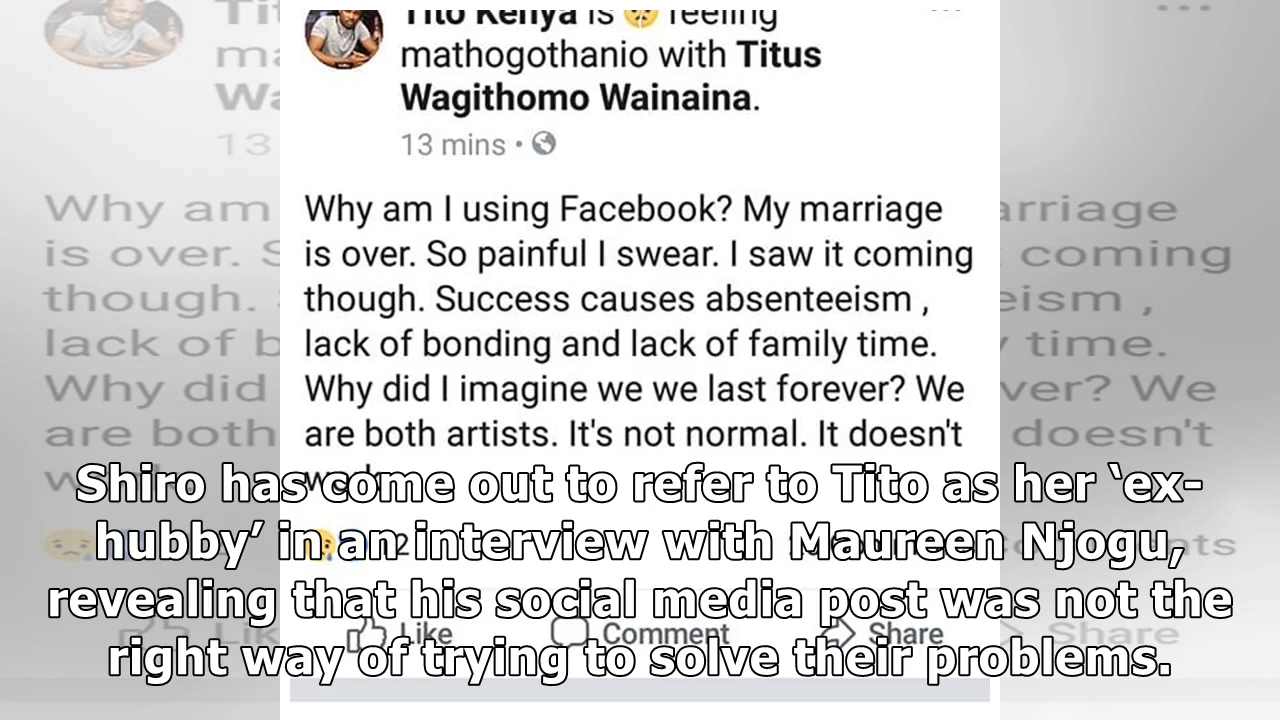 Tito Kenya is feeling
mathogothanio with Titus
Wagithomo Wainaina.
13 mins
Why am I using Facebook? My marriage
is over. So painful I swear. I saw it coming
though. Success causes absenteeism ,
lack of bonding and lack of family time.
Why did I imagine we we last forever? We
are both artists. It's not normal. It doesn't
Like Comment Share
Shiro has come out to refer to Tito as her ‘ex-
hubby’ in an interview with Maureen Njogu,
revealing that his social media post was not the
right way of trying to solve their problems.